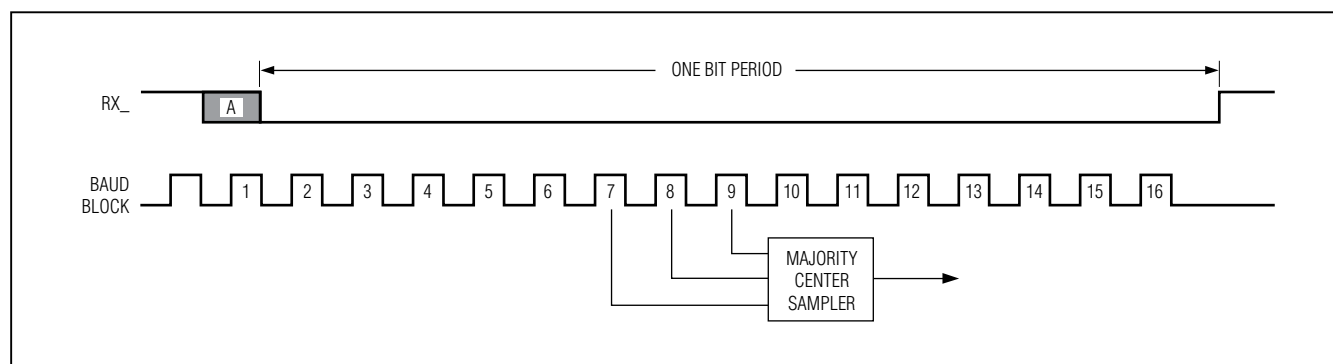 ONE BIT PERIOD
RX_
A
BAUD
BLOCK
1 2 3 4 5 6 7 8 9 10 11 12 13 14 15 16
MAJORITY
CENTER
SAMPLER